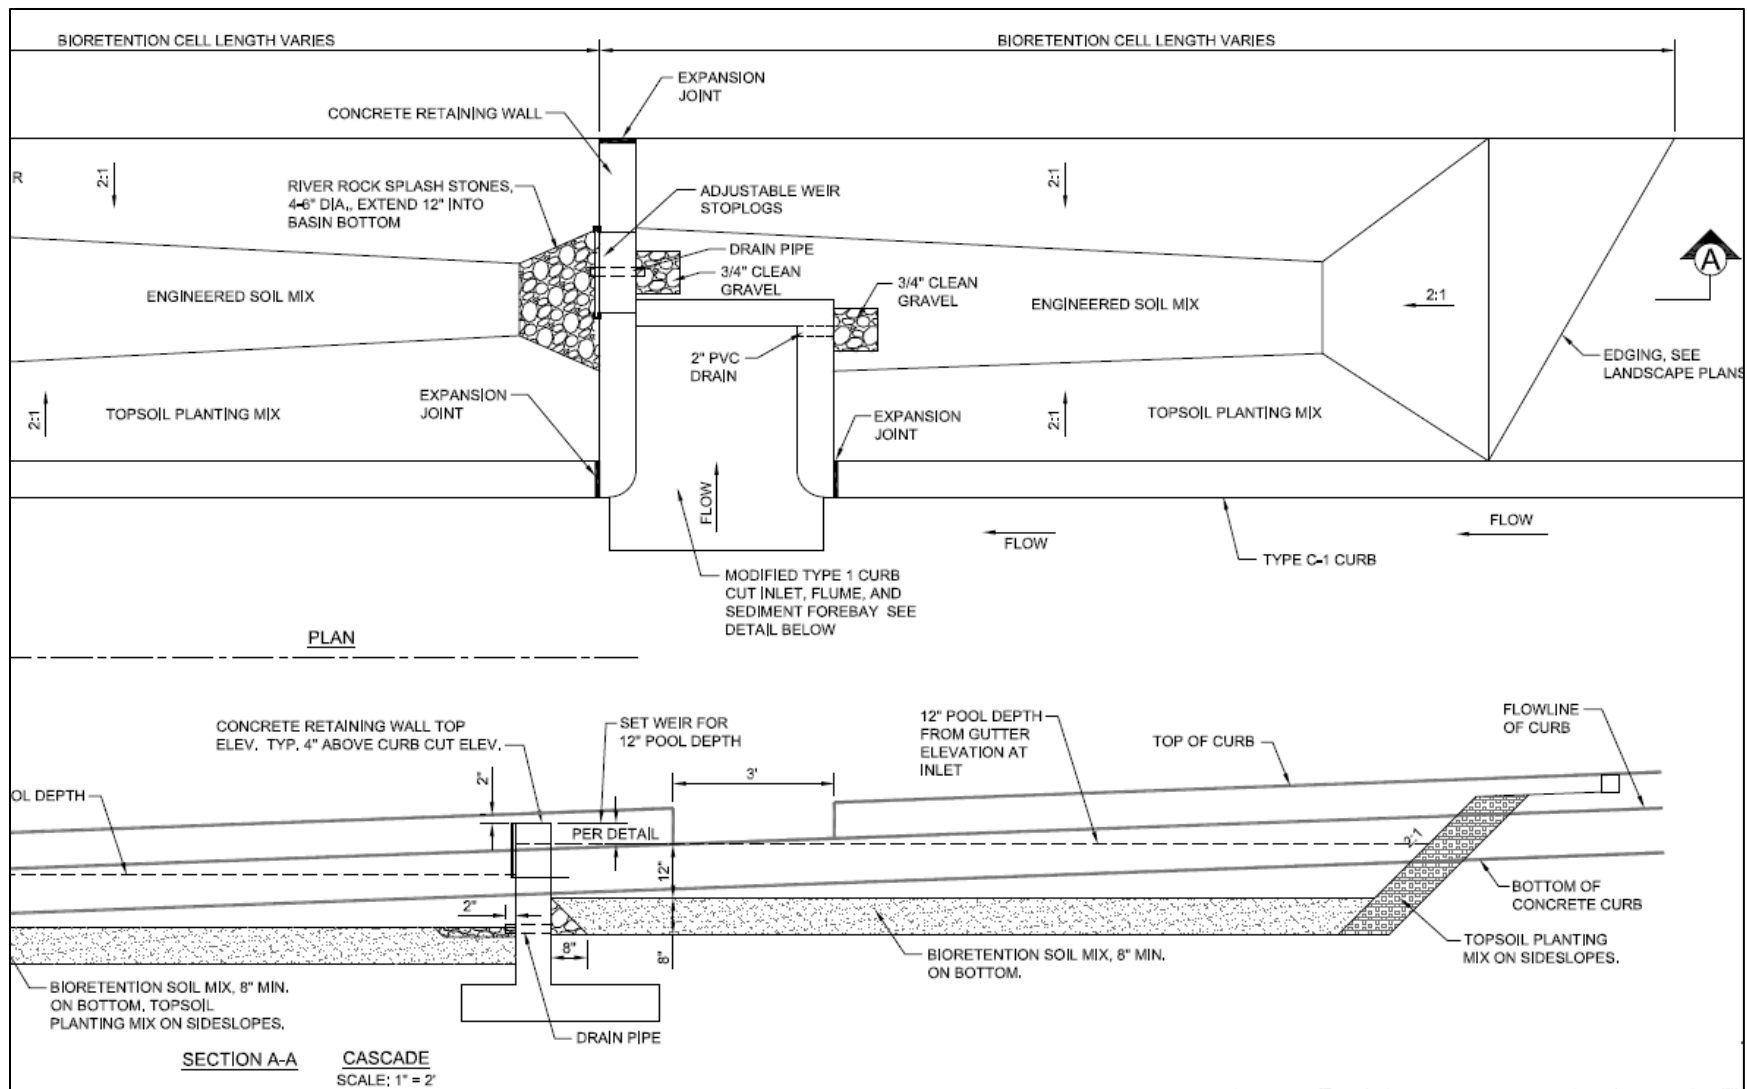 BIORETENTION CELL LENGTH VARIES
BIORETENTION CELL LENGTH VARIES
EXPANSION
JOINT
CONCRETE RETAINING WALL
R
2:1
RIVER ROCK SPLASH STONES,
4-6" DIA., EXTEND 12" INTO
BASIN BOTTOM
ADJUSTABLE WEIR
STOPLOGS
2:1
DRAIN PIPE
3/4" CLEAN
GRAVEL
3/4" CLEAN
GRAVEL
A
ENGINEERED SOIL MIX
ENGINEERED SOIL MIX
2:1
2" PVC
DRAIN
EDGING, SEE
LANDSCAPE PLANS
2:1
TOPSOIL PLANTING MIX
EXPANSION
JOINT
EXPANSION
JOINT
2:1
TOPSOIL PLANTING MIX
FLOW
FLOW
FLOW
TYPE C-1 CURB
MODIFIED TYPE 1 CURB
CUT INLET, FLUME, AND
SEDIMENT FOREBAY SEE
DETAIL BELOW
PLAN
CONCRETE RETAINING WALL TOP
ELEV. TYP. 4" ABOVE CURB CUT ELEV.
SET WEIR FOR
12" POOL DEPTH
12" POOL DEPTH
FROM GUTTER
ELEVATION AT
INLET
TOP OF CURB
FLOWLINE
OF CURB
OL DEPTH
2"
3'
PER DETAIL
2:1
12"
2"
8"
8"
BOTTOM OF
CONCRETE CURB
BIORETENTION SOIL MIX, 8" MIN.
ON BOTTOM.
TOPSOIL PLANTING
MIX ON SIDESLOPES.
BIORETENTION SOIL MIX, 8" MIN.
ON BOTTOM, TOPSOIL
PLANTING MIX ON SIDESLOPES.
DRAIN PIPE
SECTION A-A
CASCADE
SCALE: 1" = 2'